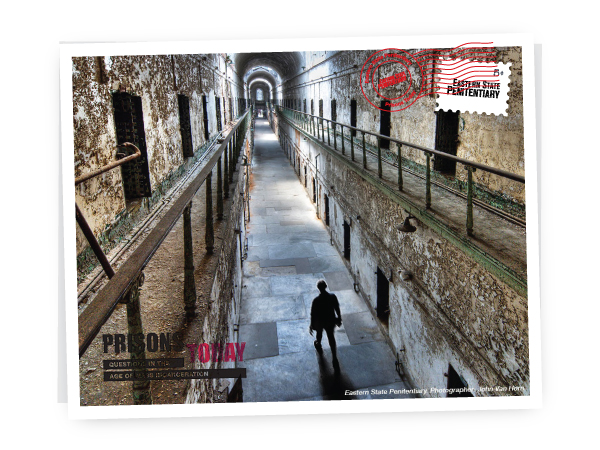 75¢
EASTERN STATE
PENITENTIARY
PRISONS
TODAY
QUESTIONS IN THE
AGE OF MASS INCARCERATION
Eastern State Penitentiary, Photographer: John Van Horn